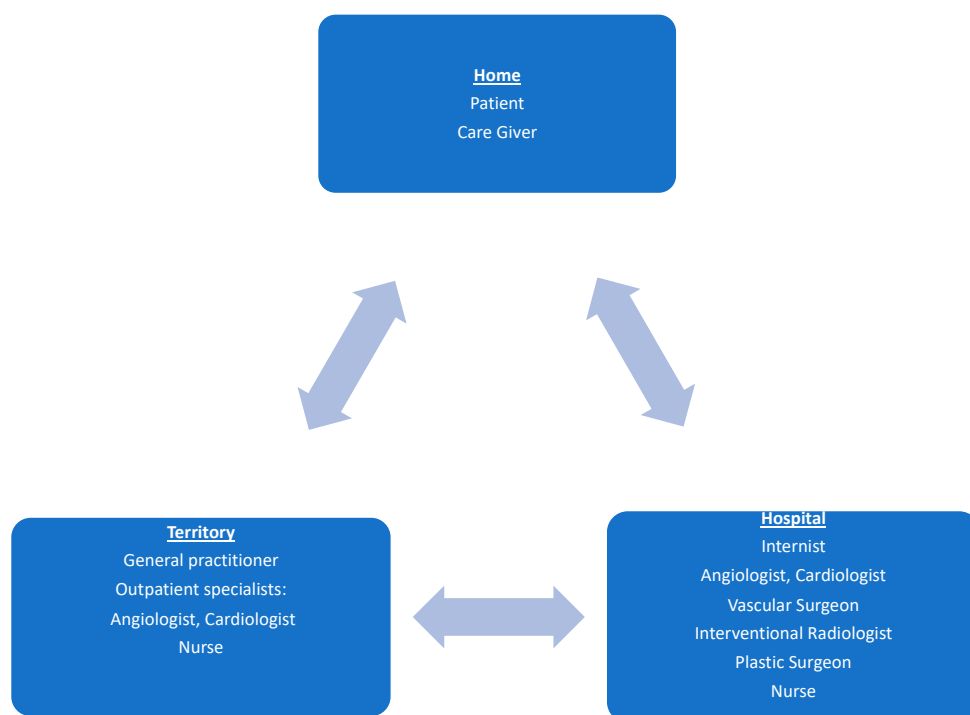 Home
Patient
Care Giver
Territory
General practitioner
Outpatient specialists:
Angiologist, Cardiologist
Nurse
Hospital
Internist
Angiologist, Cardiologist
Vascular Surgeon
Interventional Radiologist
Plastic Surgeon
Nurse